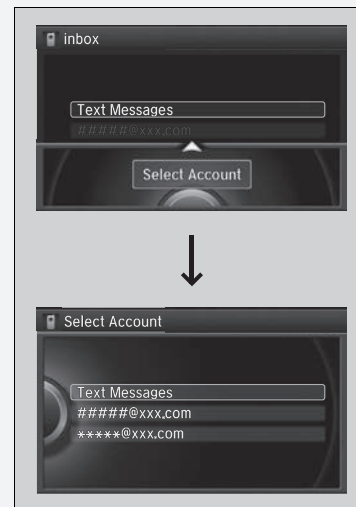 inbox
Text Messages
#####@xxx.com
Select Account
Select Account
Text Messages
#####@xxx.com
*****@xxx.com